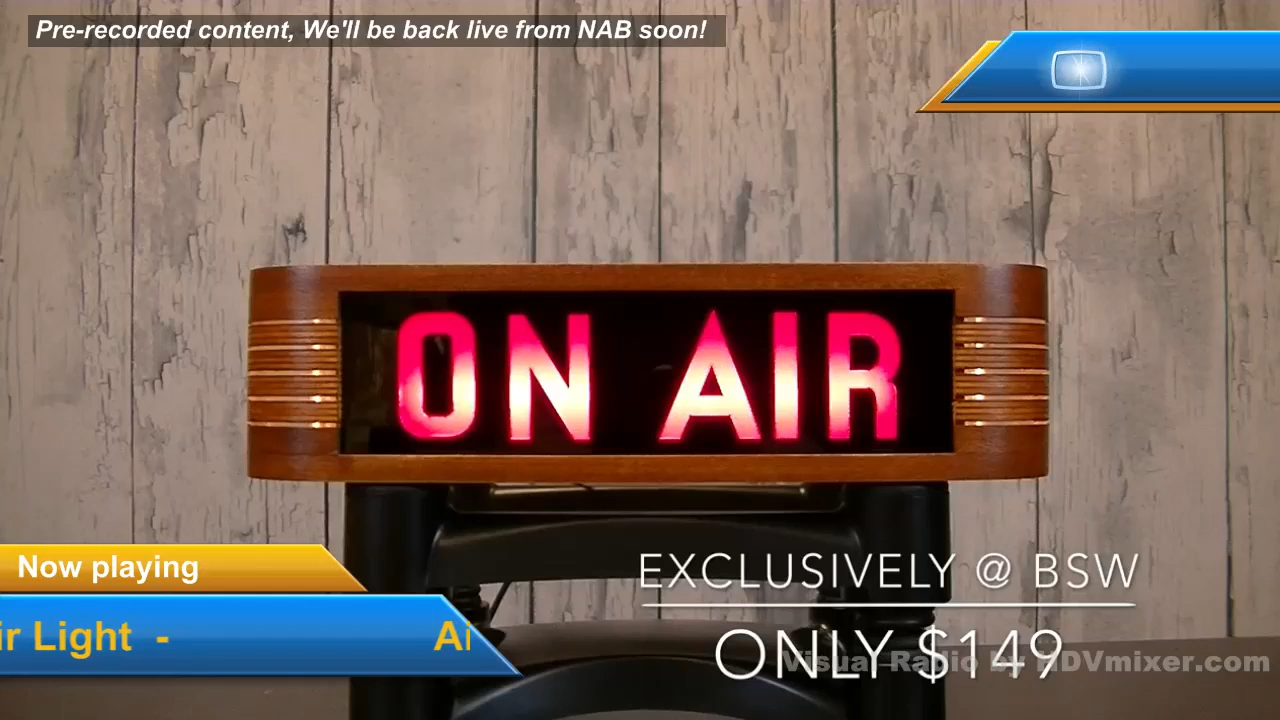 Pre-recorded content, We'll be back live from NAB soon!
ON AIR
EXCLUSIVELY @ BSW
Now playing
ir Light - Ai
ONLY $149
Visual Radio by HDVmixer.com